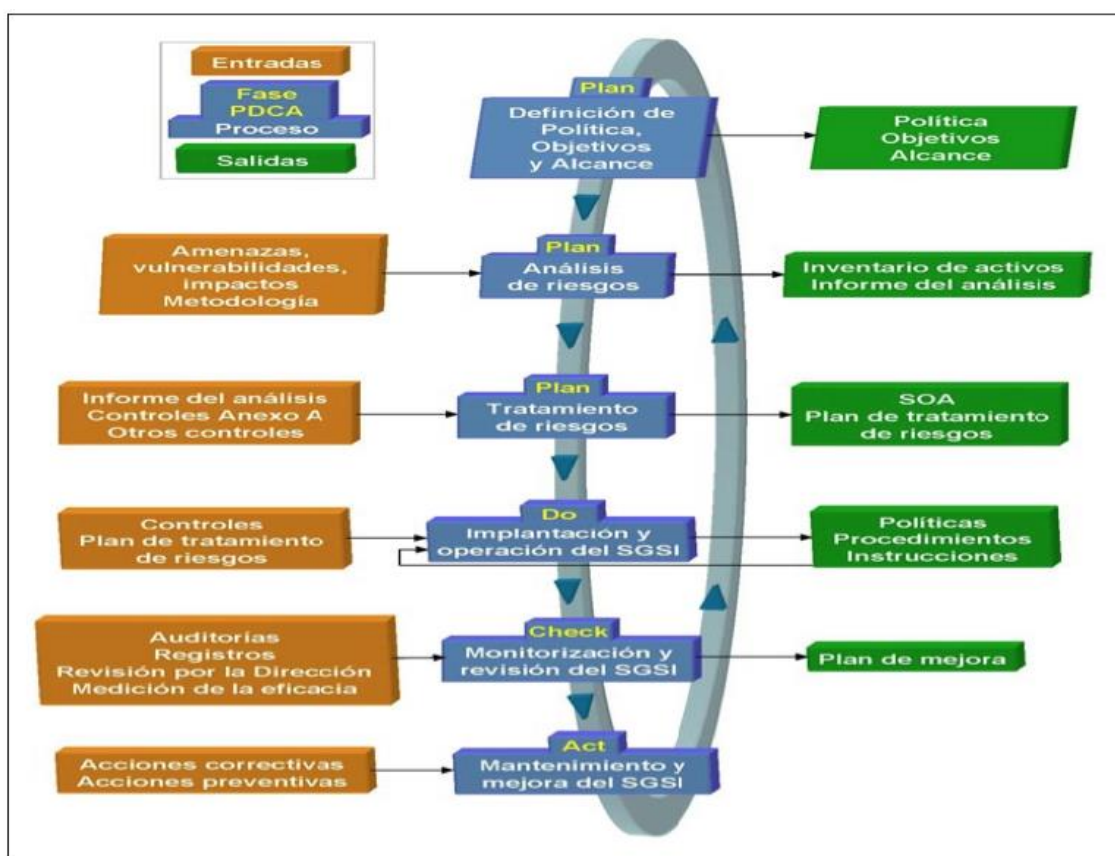 Entradas
Fase
PDCA
Proceso
Salidas
Plan
Definición de
Política,
Objetivos
y Alcance
Política
Objetivos
Alcance
Amenazas,
vulnerabilidades,
impactos
Metodología
Plan
Análisis
de riesgos
Inventario de activos
Informe del análisis
Informe del análisis
Controles Anexo A
Otros controles
Plan
Tratamiento
de riesgos
SOA
Plan de tratamiento
de riesgos
Controles
Plan de tratamiento
de riesgos
Do
Implantación y
operación del SGSI
Políticas
Procedimientos
Instrucciones
Auditorías
Registros
Revisión por la Dirección
Medición de la eficacia
Check
Monitorización y
revisión del SGSI
Plan de mejora
Acciones correctivas
Acciones preventivas
Act
Mantenimiento y
mejora del SGSI